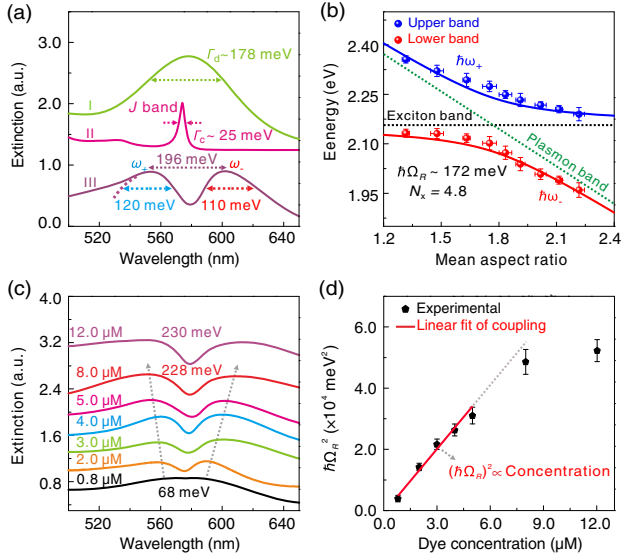 (a)
Extinction (a.u.)
3.0
2.0
1.0
0.0
Γd~178 meV
I
J band
II
Γc~ 25 meV
196 meV
ω+
ω-
III
120 meV
110 meV
520
560
600
640
Wavelength (nm)
(b)
Eenergy (eV)
2.40
2.25
2.10
1.95
Upper band
Lower band
ħω+
Exciton band
Plasmon band
ħΩR ~ 172 meV
Nx = 4.8
ħω-
1.2
1.5
1.8
2.1
2.4
Mean aspect ratio
(c)
Extinction (a.u.)
3.6
2.4
1.2
0.0
12.0 μM
230 meV
8.0 μM
228 meV
5.0 μM
4.0 μM
3.0 μM
2.0 μM
0.8 μM
68 meV
520
560
600
640
Wavelength (nm)
(d)
ħΩR² (×10⁴ meV²)
6.0
4.0
2.0
0.0
Experimental
Linear fit of coupling
(ħΩR)²∝ Concentration
0.0
3.0
6.0
9.0
12.0
Dye concentration (μM)